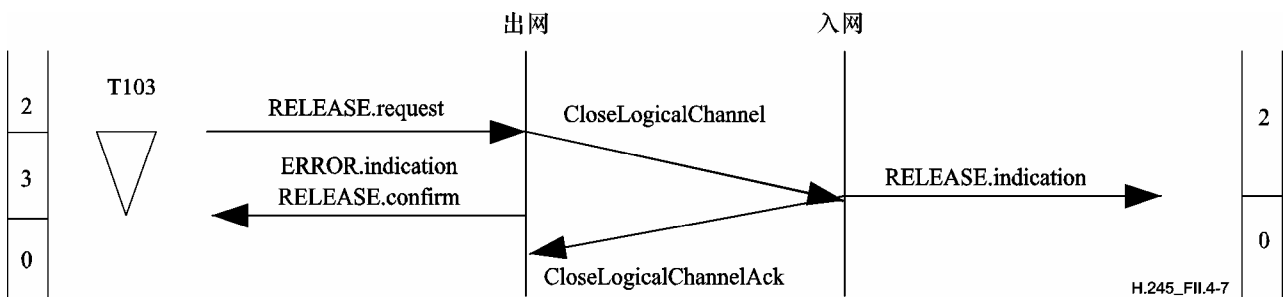 出网
入网
T103
2
RELEASE.request
CloseLogicalChannel
2
3
ERROR.indication
RELEASE.confirm
RELEASE.indication
0
CloseLogicalChannelAck
0
H.245_FII.4-7